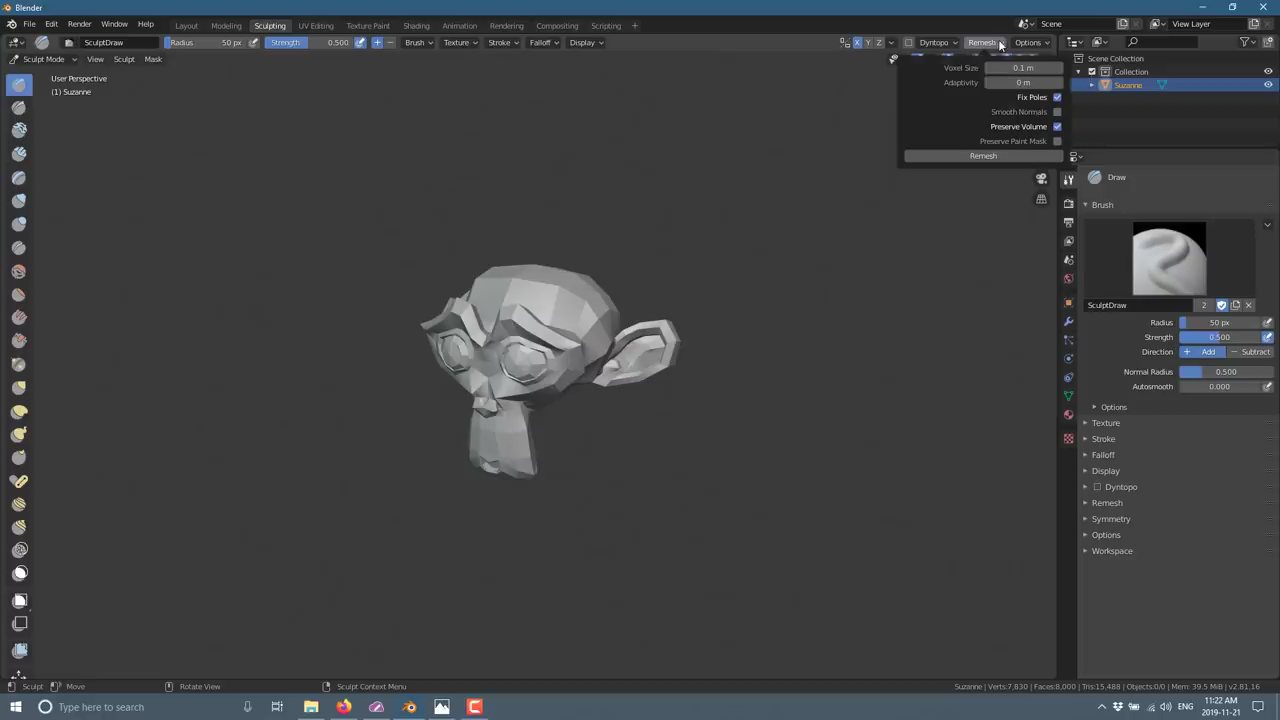 Blender
File Edit Render Window Help
Layout Modeling Sculpting UV Editing Texture Paint Shading Animation Rendering Compositing Scripting +
Scene
View Layer
SculptDraw
Radius 50 px
Strength 0.500
Brush Texture Stroke Falloff Display
X Y Z
Dyntopo
Remesh
Options
Sculpt Mode View Sculpt Mask
User Perspective
(1) Suzanne
Voxel Size 0.1 m
Adaptivity 0 m
Fix Poles
Smooth Normals
Preserve Volume
Preserve Paint Mask
Remesh
Scene Collection
Collection
Suzanne
Draw
Brush
SculptDraw 2
Radius 50 px
Strength 0.500
Direction + Add − Subtract
Normal Radius 0.500
Autosmooth 0.000
Options
Texture
Stroke
Falloff
Display
Dyntopo
Remesh
Symmetry
Options
Workspace
Sculpt Move Rotate View Sculpt Context Menu
Suzanne | Verts:7,830 | Faces:8,000 | Tris:15,488 | Objects:0/0 | Mem: 39.5 MiB | v2.81.16
Type here to search
ENG
11:22 AM
2019-11-21